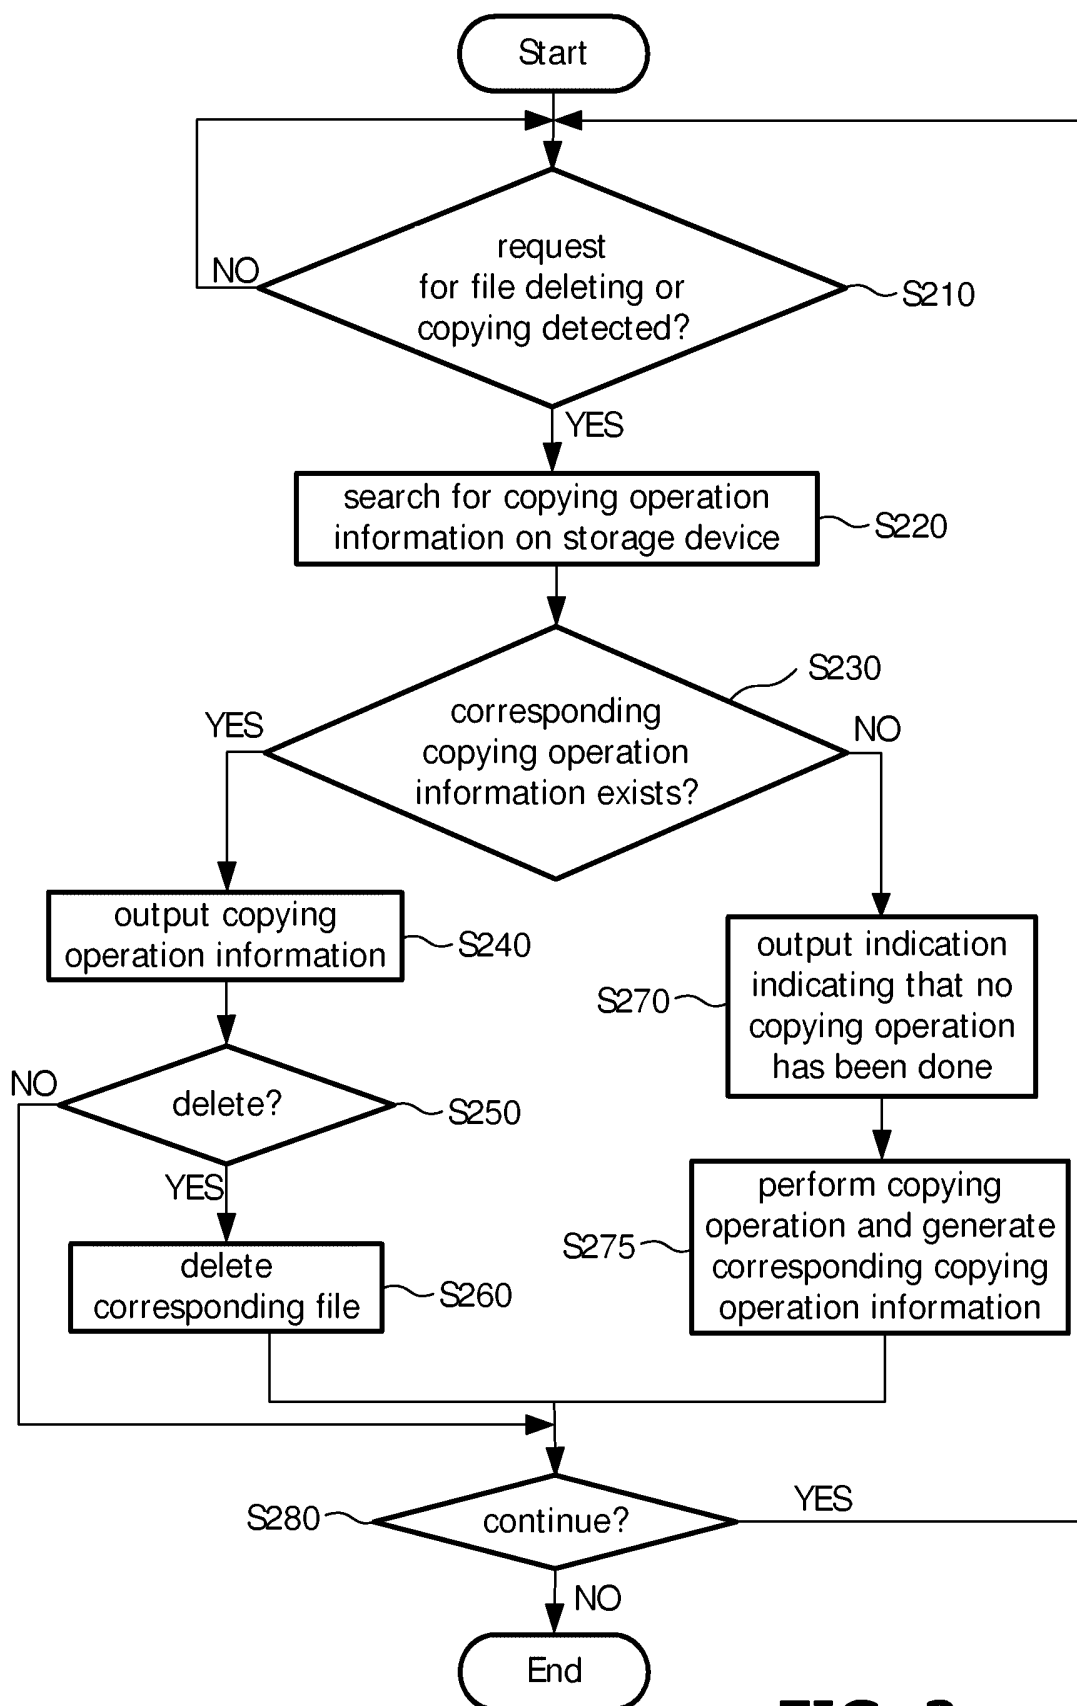 Start
request
for file deleting or
copying detected?
NO
S210
YES
search for copying operation
information on storage device
S220
S230
corresponding
copying operation
information exists?
YES
NO
output copying
operation information
S240
output indication
indicating that no
copying operation
has been done
S270
delete?
NO
S250
YES
delete
corresponding file
S260
perform copying
operation and generate
corresponding copying
operation information
S275
continue?
S280
YES
NO
End